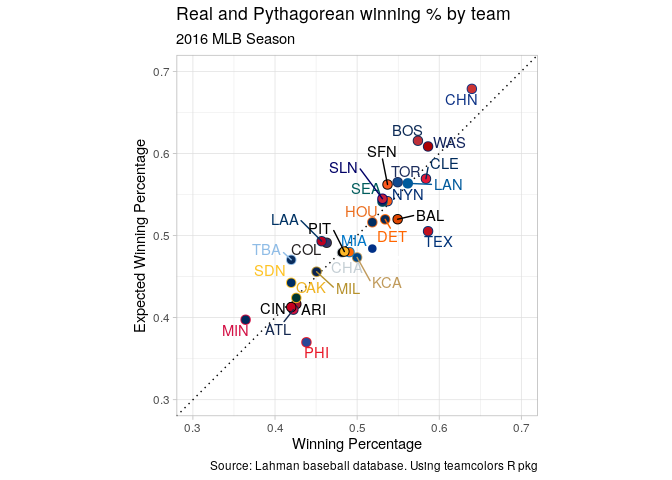 Real and Pythagorean winning % by team
2016 MLB Season
Expected Winning Percentage
0.7
0.6
0.5
0.4
0.3
CHN
BOS
WAS
SFN
CLE
SLN
TOR
LAN
SEA
NYN
HOU
BAL
LAA
PIT
DET
TEX
MIA
TBA
COL
CHA
SDN
KCA
OAK
MIL
CIN
ARI
MIN
ATL
PHI
0.3
0.4
0.5
0.6
0.7
Winning Percentage
Source: Lahman baseball database. Using teamcolors R pkg